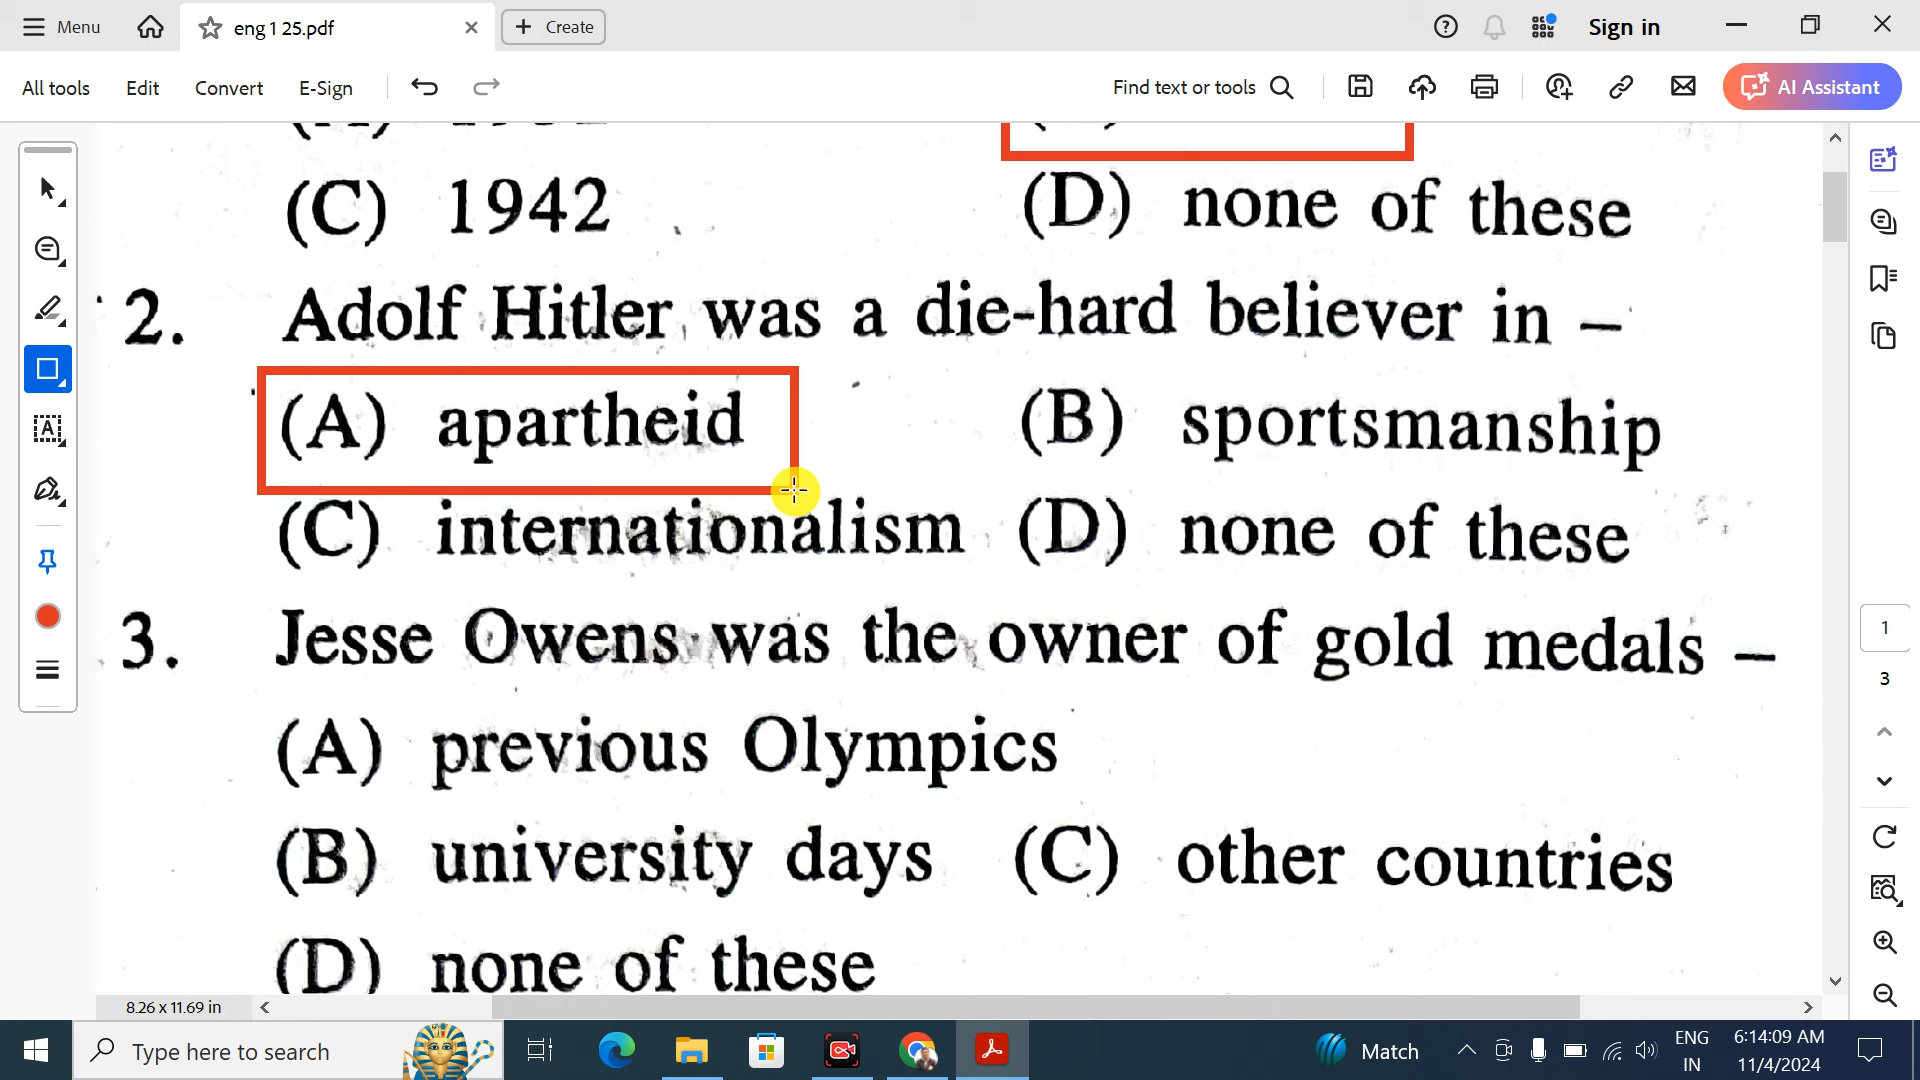 Menu
eng 1 25.pdf
Create
Sign in
All tools
Edit
Convert
E-Sign
Find text or tools
AI Assistant
(C) 1942 (D) none of these
2. Adolf Hitler was a die-hard believer in –
(A) apartheid (B) sportsmanship
(C) internationalism (D) none of these
3. Jesse Owens was the owner of gold medals –
(A) previous Olympics
(B) university days (C) other countries
(D) none of these
1
3
8.26 x 11.69 in
Type here to search
Match
ENG
IN
6:14:09 AM
11/4/2024